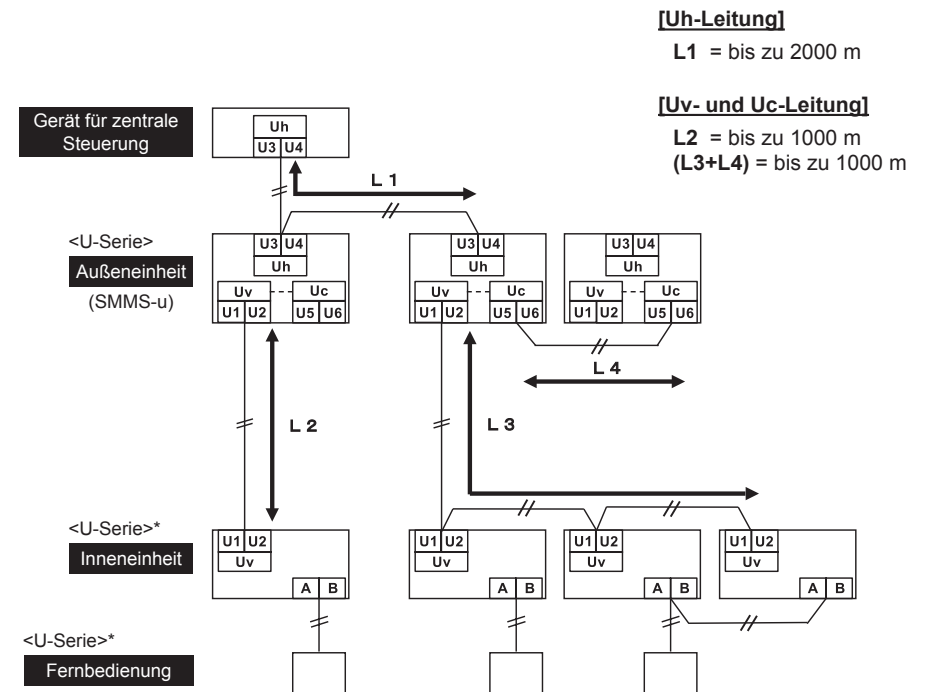 [Uh-Leitung]
L1 = bis zu 2000 m
[Uv- und Uc-Leitung]
L2 = bis zu 1000 m
(L3+L4) = bis zu 1000 m
Gerät für zentrale
Steuerung
Uh
U3 U4
L 1
<U-Serie>
Außeneinheit
(SMMS-u)
U3 U4 U3 U4 U3 U4
Uh Uh Uh
Uv Uc Uv Uc Uv Uc
U1 U2 U5 U6 U1 U2 U5 U6 U1 U2 U5 U6
L 4
L 2 L 3
<U-Serie>*
Inneneinheit
U1 U2 U1 U2 U1 U2 U1 U2
Uv Uv Uv Uv
A B A B A B A B
<U-Serie>*
Fernbedienung